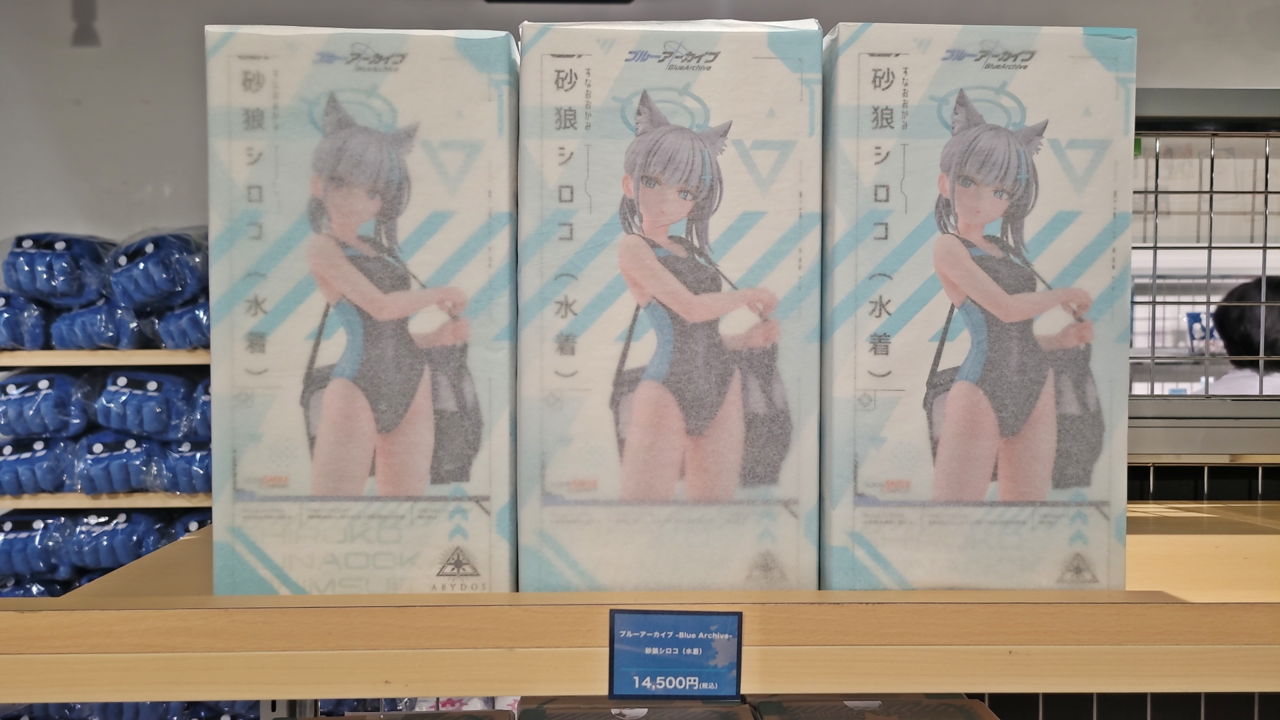 ブルーアーカイブ
BlueArchive
砂狼シロコ（水着）
ABYDOS
ブルーアーカイブ
BlueArchive
すなおおかみ
砂狼シロコ（水着）
ブルーアーカイブ
BlueArchive
すなおおかみ
砂狼シロコ（水着）
ブルーアーカイブ -Blue Archive-
砂狼シロコ（水着）
14,500円(税込)